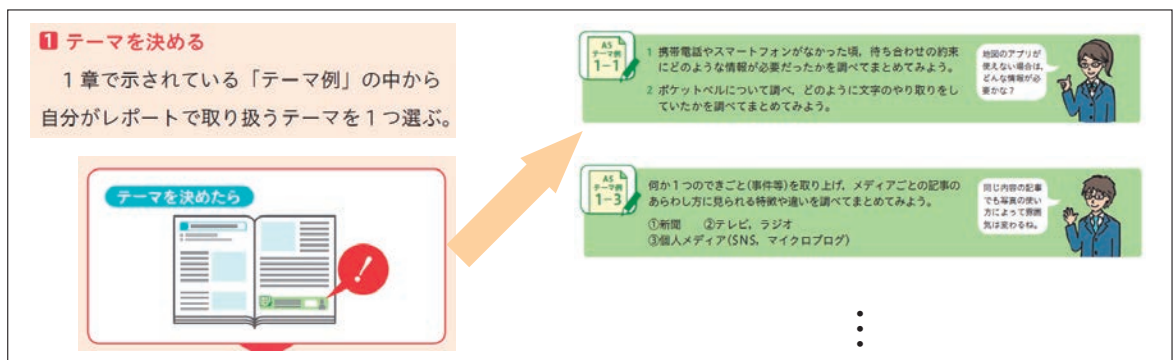 1 テーマを決める
1章で示されている「テーマ例」の中から
自分がレポートで取り扱うテーマを1つ選ぶ。
テーマを決めたら
!
A5
テーマ例
1-1
1 携帯電話やスマートフォンがなかった頃,待ち合わせの約束
にどのような情報が必要だったかを調べてまとめてみよう。
2 ポケットベルについて調べ,どのように文字のやり取りをし
ていたかを調べてまとめてみよう。
地図のアプリが
使えない場合は,
どんな情報が必
要かな?
A5
テーマ例
1-3
何か1つのできごと(事件等)を取り上げ,メディアごとの記事の
あらわし方に見られる特徴や違いを調べてまとめてみよう。
①新聞 ②テレビ,ラジオ
③個人メディア(SNS,マイクロブログ)
同じ内容の記事
でも写真の使い
方によって雰囲
気は変わるね。